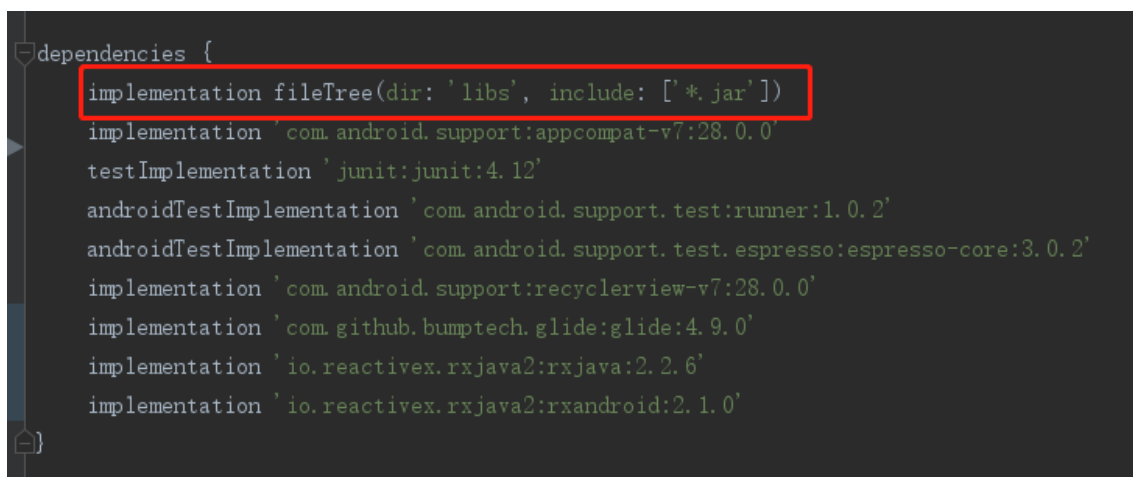 dependencies {
implementation fileTree(dir: 'libs', include: ['*.jar'])
implementation 'com.android.support:appcompat-v7:28.0.0'
testImplementation 'junit:junit:4.12'
androidTestImplementation 'com.android.support.test:runner:1.0.2'
androidTestImplementation 'com.android.support.test.espresso:espresso-core:3.0.2'
implementation 'com.android.support:recyclerview-v7:28.0.0'
implementation 'com.github.bumptech.glide:glide:4.9.0'
implementation 'io.reactivex.rxjava2:rxjava:2.2.6'
implementation 'io.reactivex.rxjava2:rxandroid:2.1.0'
}